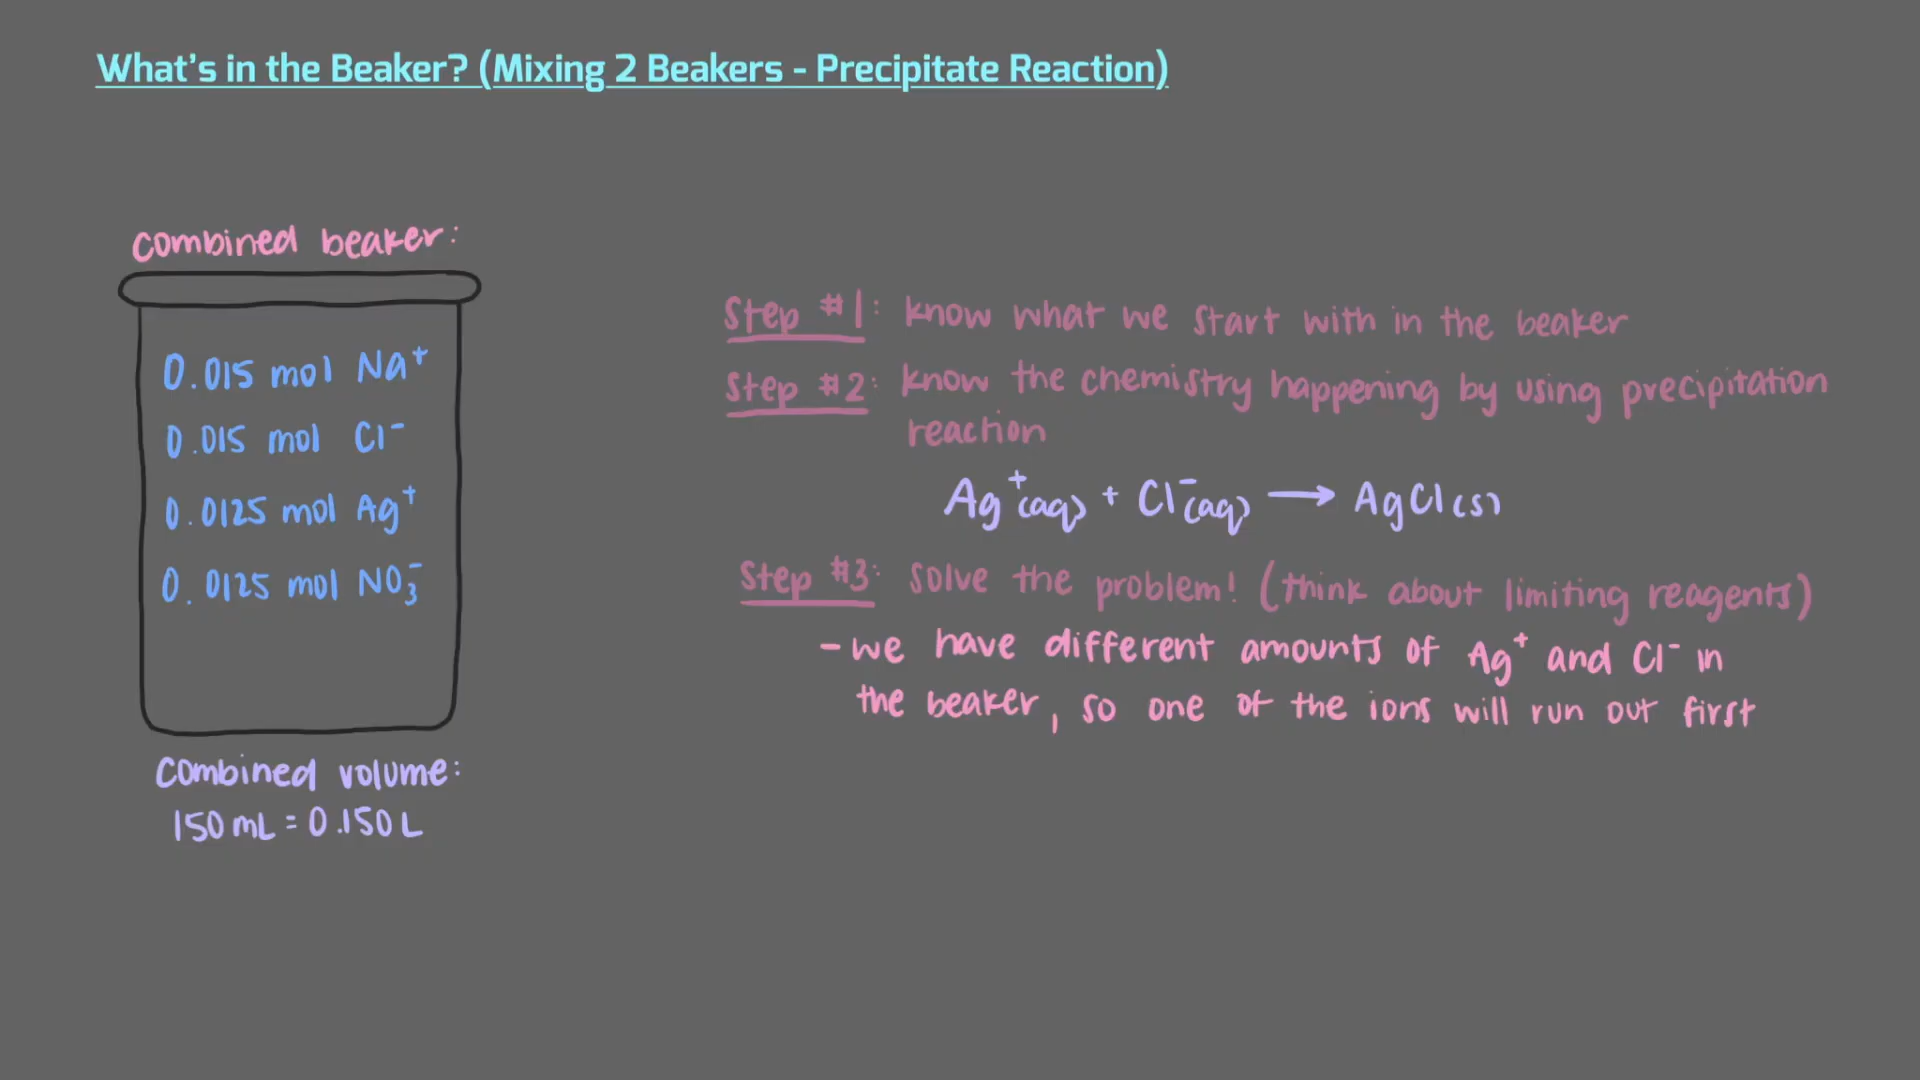 What's in the Beaker? (Mixing 2 Beakers - Precipitate Reaction)
combined beaker:
0.015 mol Na⁺
0.015 mol Cl⁻
0.0125 mol Ag⁺
0.0125 mol NO₃⁻
combined volume:
150 mL = 0.150 L
Step #1: know what we start with in the beaker
Step #2: know the chemistry happening by using precipitation
reaction
Ag⁺(aq) + Cl⁻(aq) → AgCl(s)
Step #3: solve the problem! (think about limiting reagents)
- we have different amounts of Ag⁺ and Cl⁻ in
the beaker, so one of the ions will run out first